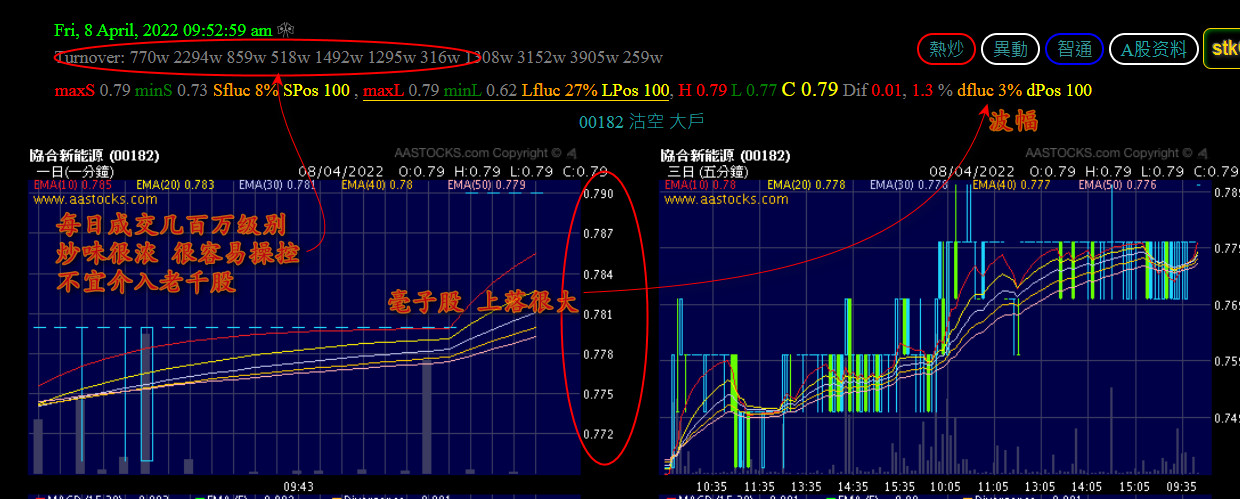 Fri, 8 April, 2022 09:52:59 am
Turnover: 770w 2294w 859w 518w 1492w 1295w 316w 1308w 3152w 3905w 259w
熱炒 異動 智通 A股资料
maxS 0.79 minS 0.73 Sfluc 8% SPos 100 , maxL 0.79 minL 0.62 Lfluc 27% LPos 100, H 0.79 L 0.77 C 0.79 Dif 0.01, 1.3 % dfluc 3% dPos 100
00182 沽空 大戶
波幅
協合新能源 (00182)
AASTOCKS.com Copyright ©
一日(一分鐘)
08/04/2022 O:0.79 H:0.79 L:0.79 C:0.79
EMA(10) 0.785 EMA(20) 0.783 EMA(30) 0.781 EMA(40) 0.78 EMA(50) 0.779
www.aastocks.com
0.790
0.787
0.784
0.781
0.778
0.775
0.772
每日成交几百万级别
炒味很浓 很容易操控
不宜介入老千股
毫子股 上落很大
09:43
協合新能源 (00182)
AASTOCKS.com Copyright ©
三日(五分鐘)
08/04/2022 O:0.79 H:0.79 L:0.79 C:0.79
EMA(10) 0.78 EMA(20) 0.778 EMA(30) 0.778 EMA(40) 0.777 EMA(50) 0.776
www.aastocks.com
10:35 11:35 13:35 14:35 15:35 10:05 11:05 13:05 14:05 15:05 09:35